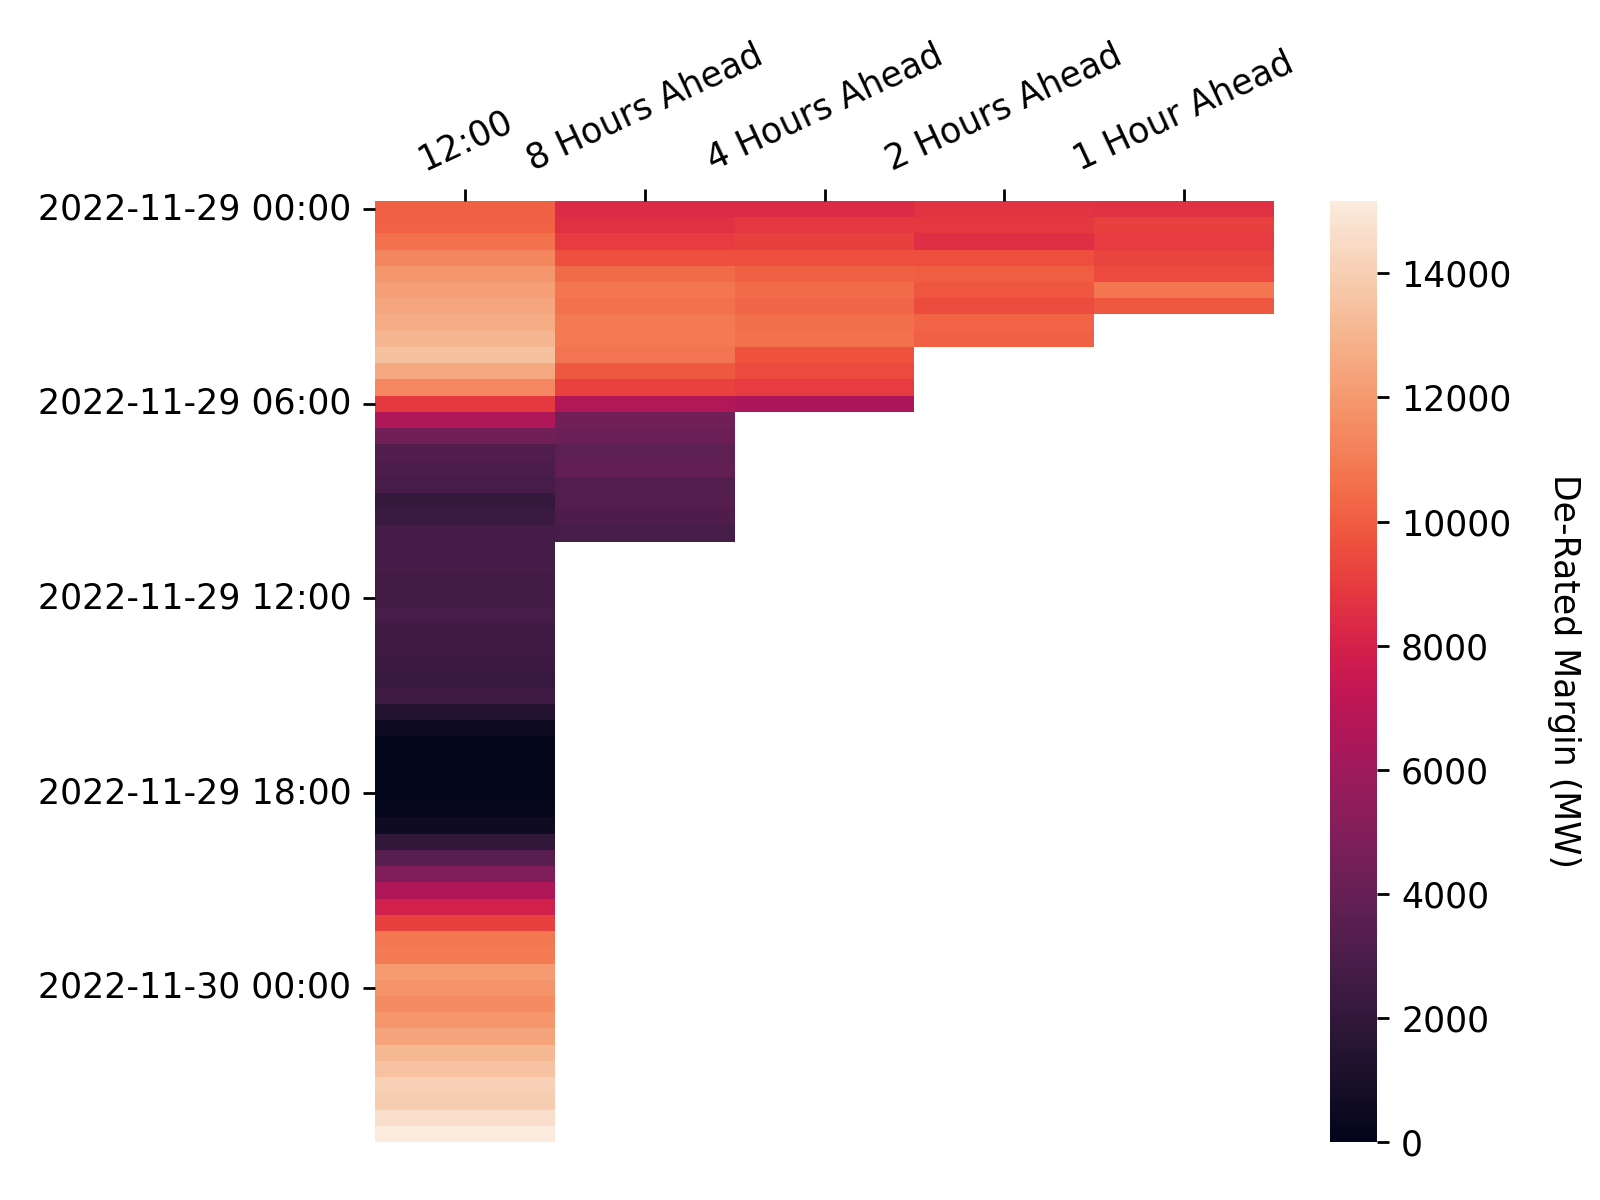 12:00
8 Hours Ahead
4 Hours Ahead
2 Hours Ahead
1 Hour Ahead
2022-11-29 00:00
2022-11-29 06:00
2022-11-29 12:00
2022-11-29 18:00
2022-11-30 00:00
14000
12000
10000
8000
6000
4000
2000
0
De-Rated Margin (MW)